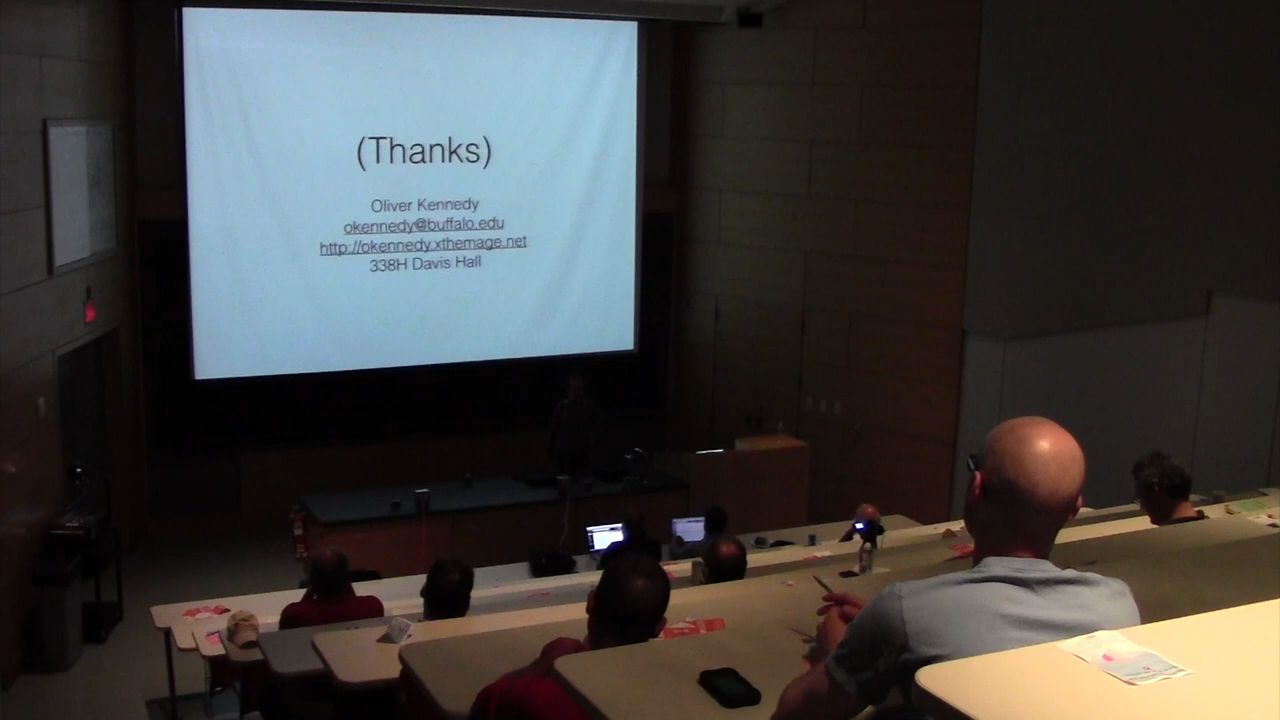 (Thanks)
Oliver Kennedy
okennedy@buffalo.edu
http://okennedy.xthemage.net
338H Davis Hall